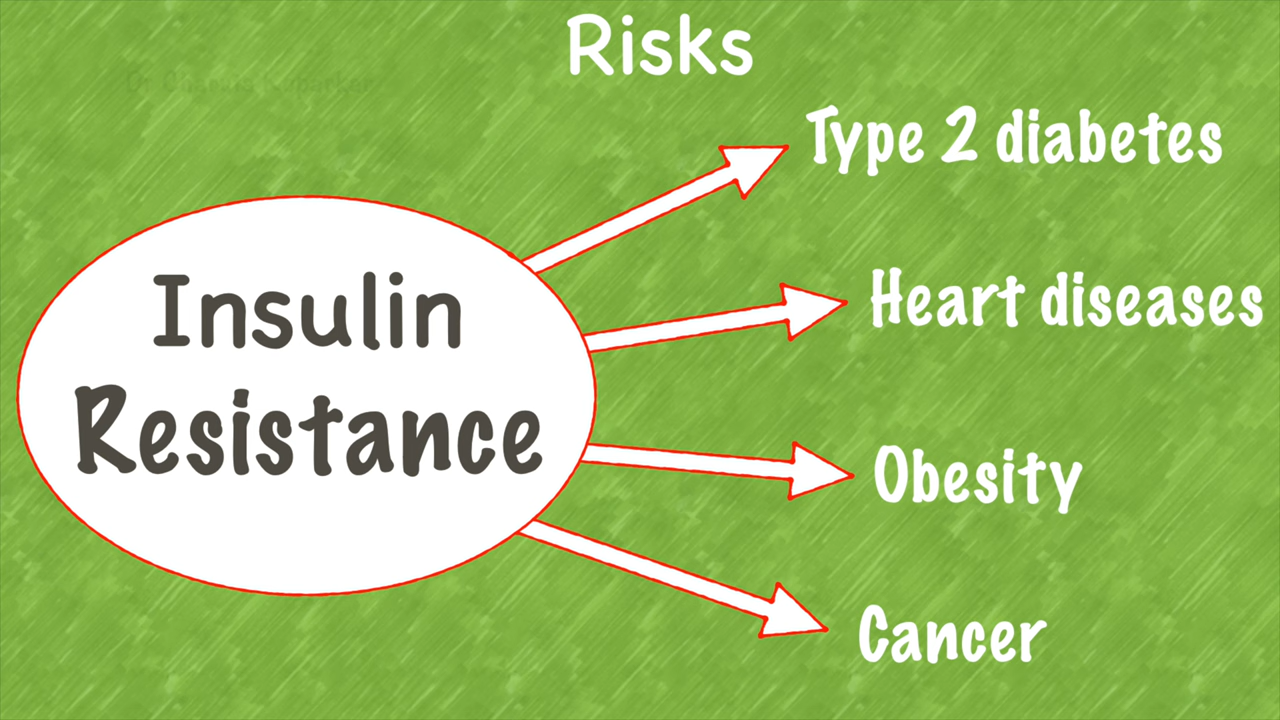 Risks
Type 2 diabetes
Heart diseases
Insulin
Resistance
Obesity
Cancer